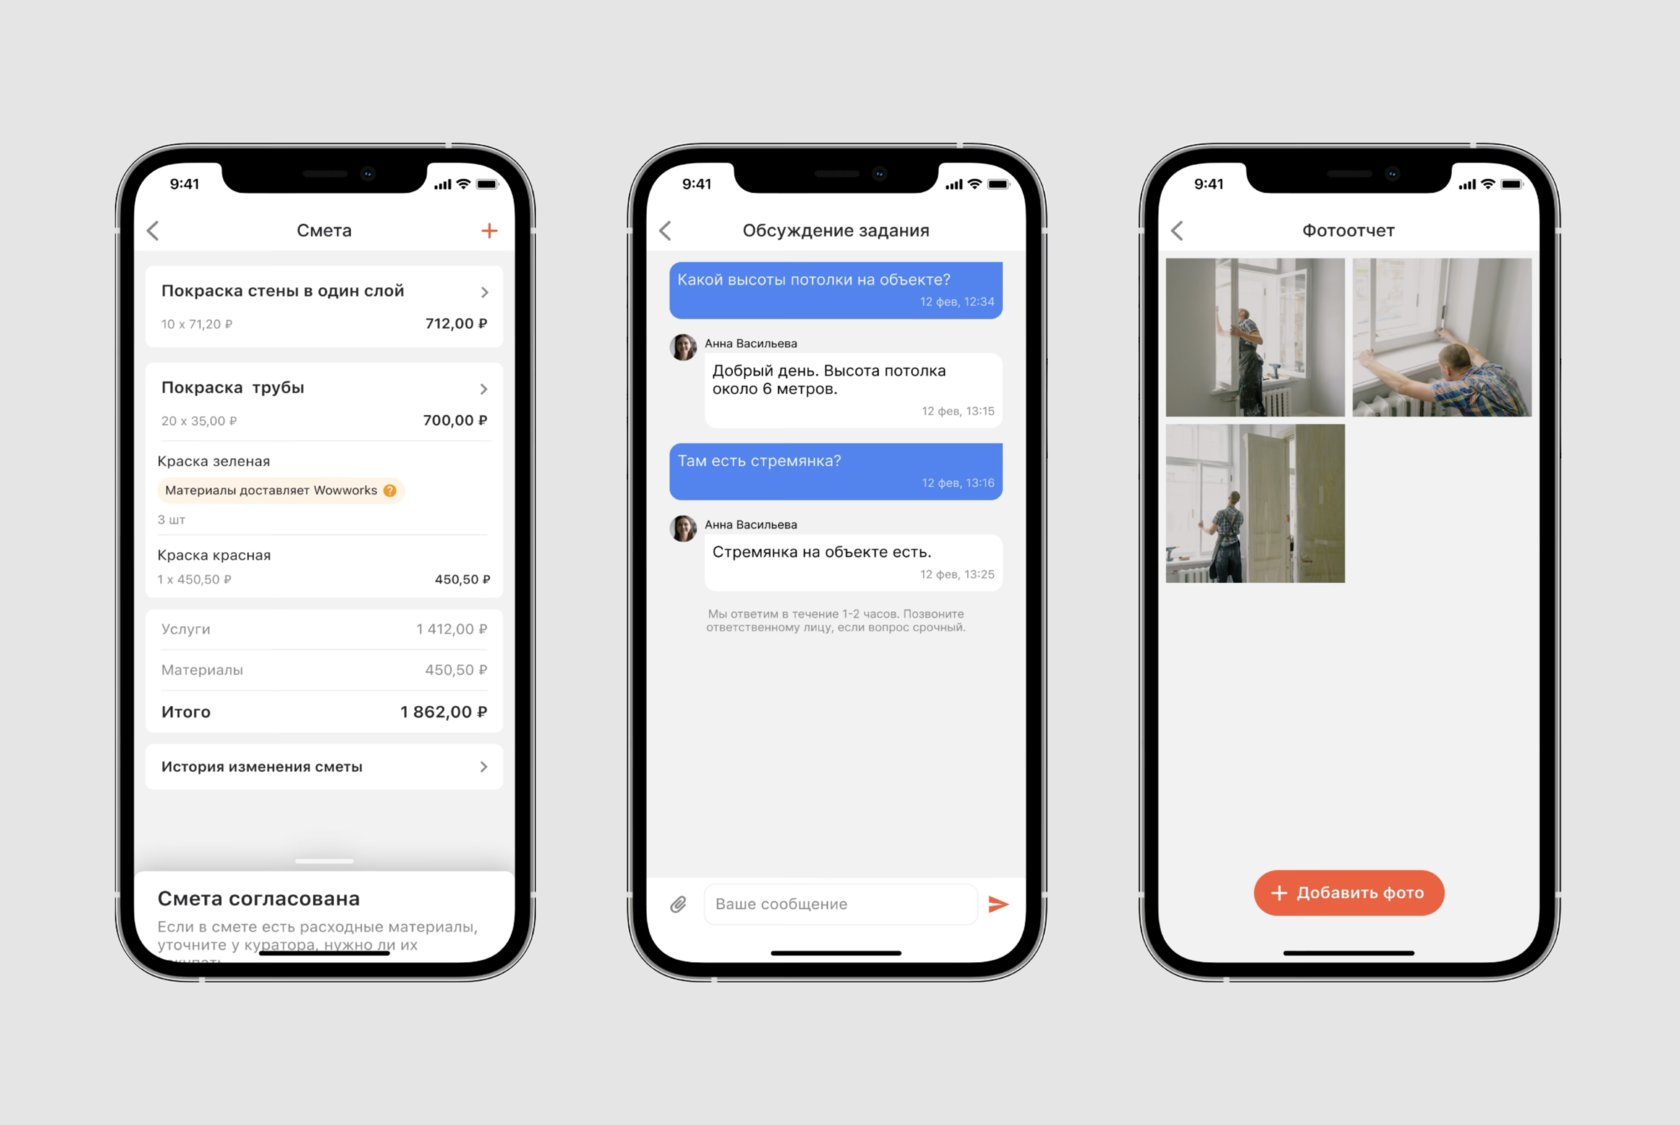 9:41
Смета
Покраска стены в один слой
10 x 71,20 ₽
712,00 ₽
Покраска трубы
20 x 35,00 ₽
700,00 ₽
Краска зеленая
Материалы доставляет Wowworks ?
3 шт
Краска красная
1 x 450,50 ₽
450,50 ₽
Услуги
1 412,00 ₽
Материалы
450,50 ₽
Итого
1 862,00 ₽
История изменения сметы
Смета согласована
Если в смете есть расходные материалы,
уточните у куратора, нужно ли их
9:41
Обсуждение задания
Какой высоты потолки на объекте?
12 фев, 12:34
Анна Васильева
Добрый день. Высота потолка
около 6 метров.
12 фев, 13:15
Там есть стремянка?
12 фев, 13:16
Анна Васильева
Стремянка на объекте есть.
12 фев, 13:25
Мы ответим в течение 1-2 часов. Позвоните
ответственному лицу, если вопрос срочный.
Ваше сообщение
9:41
Фотоотчет
Добавить фото